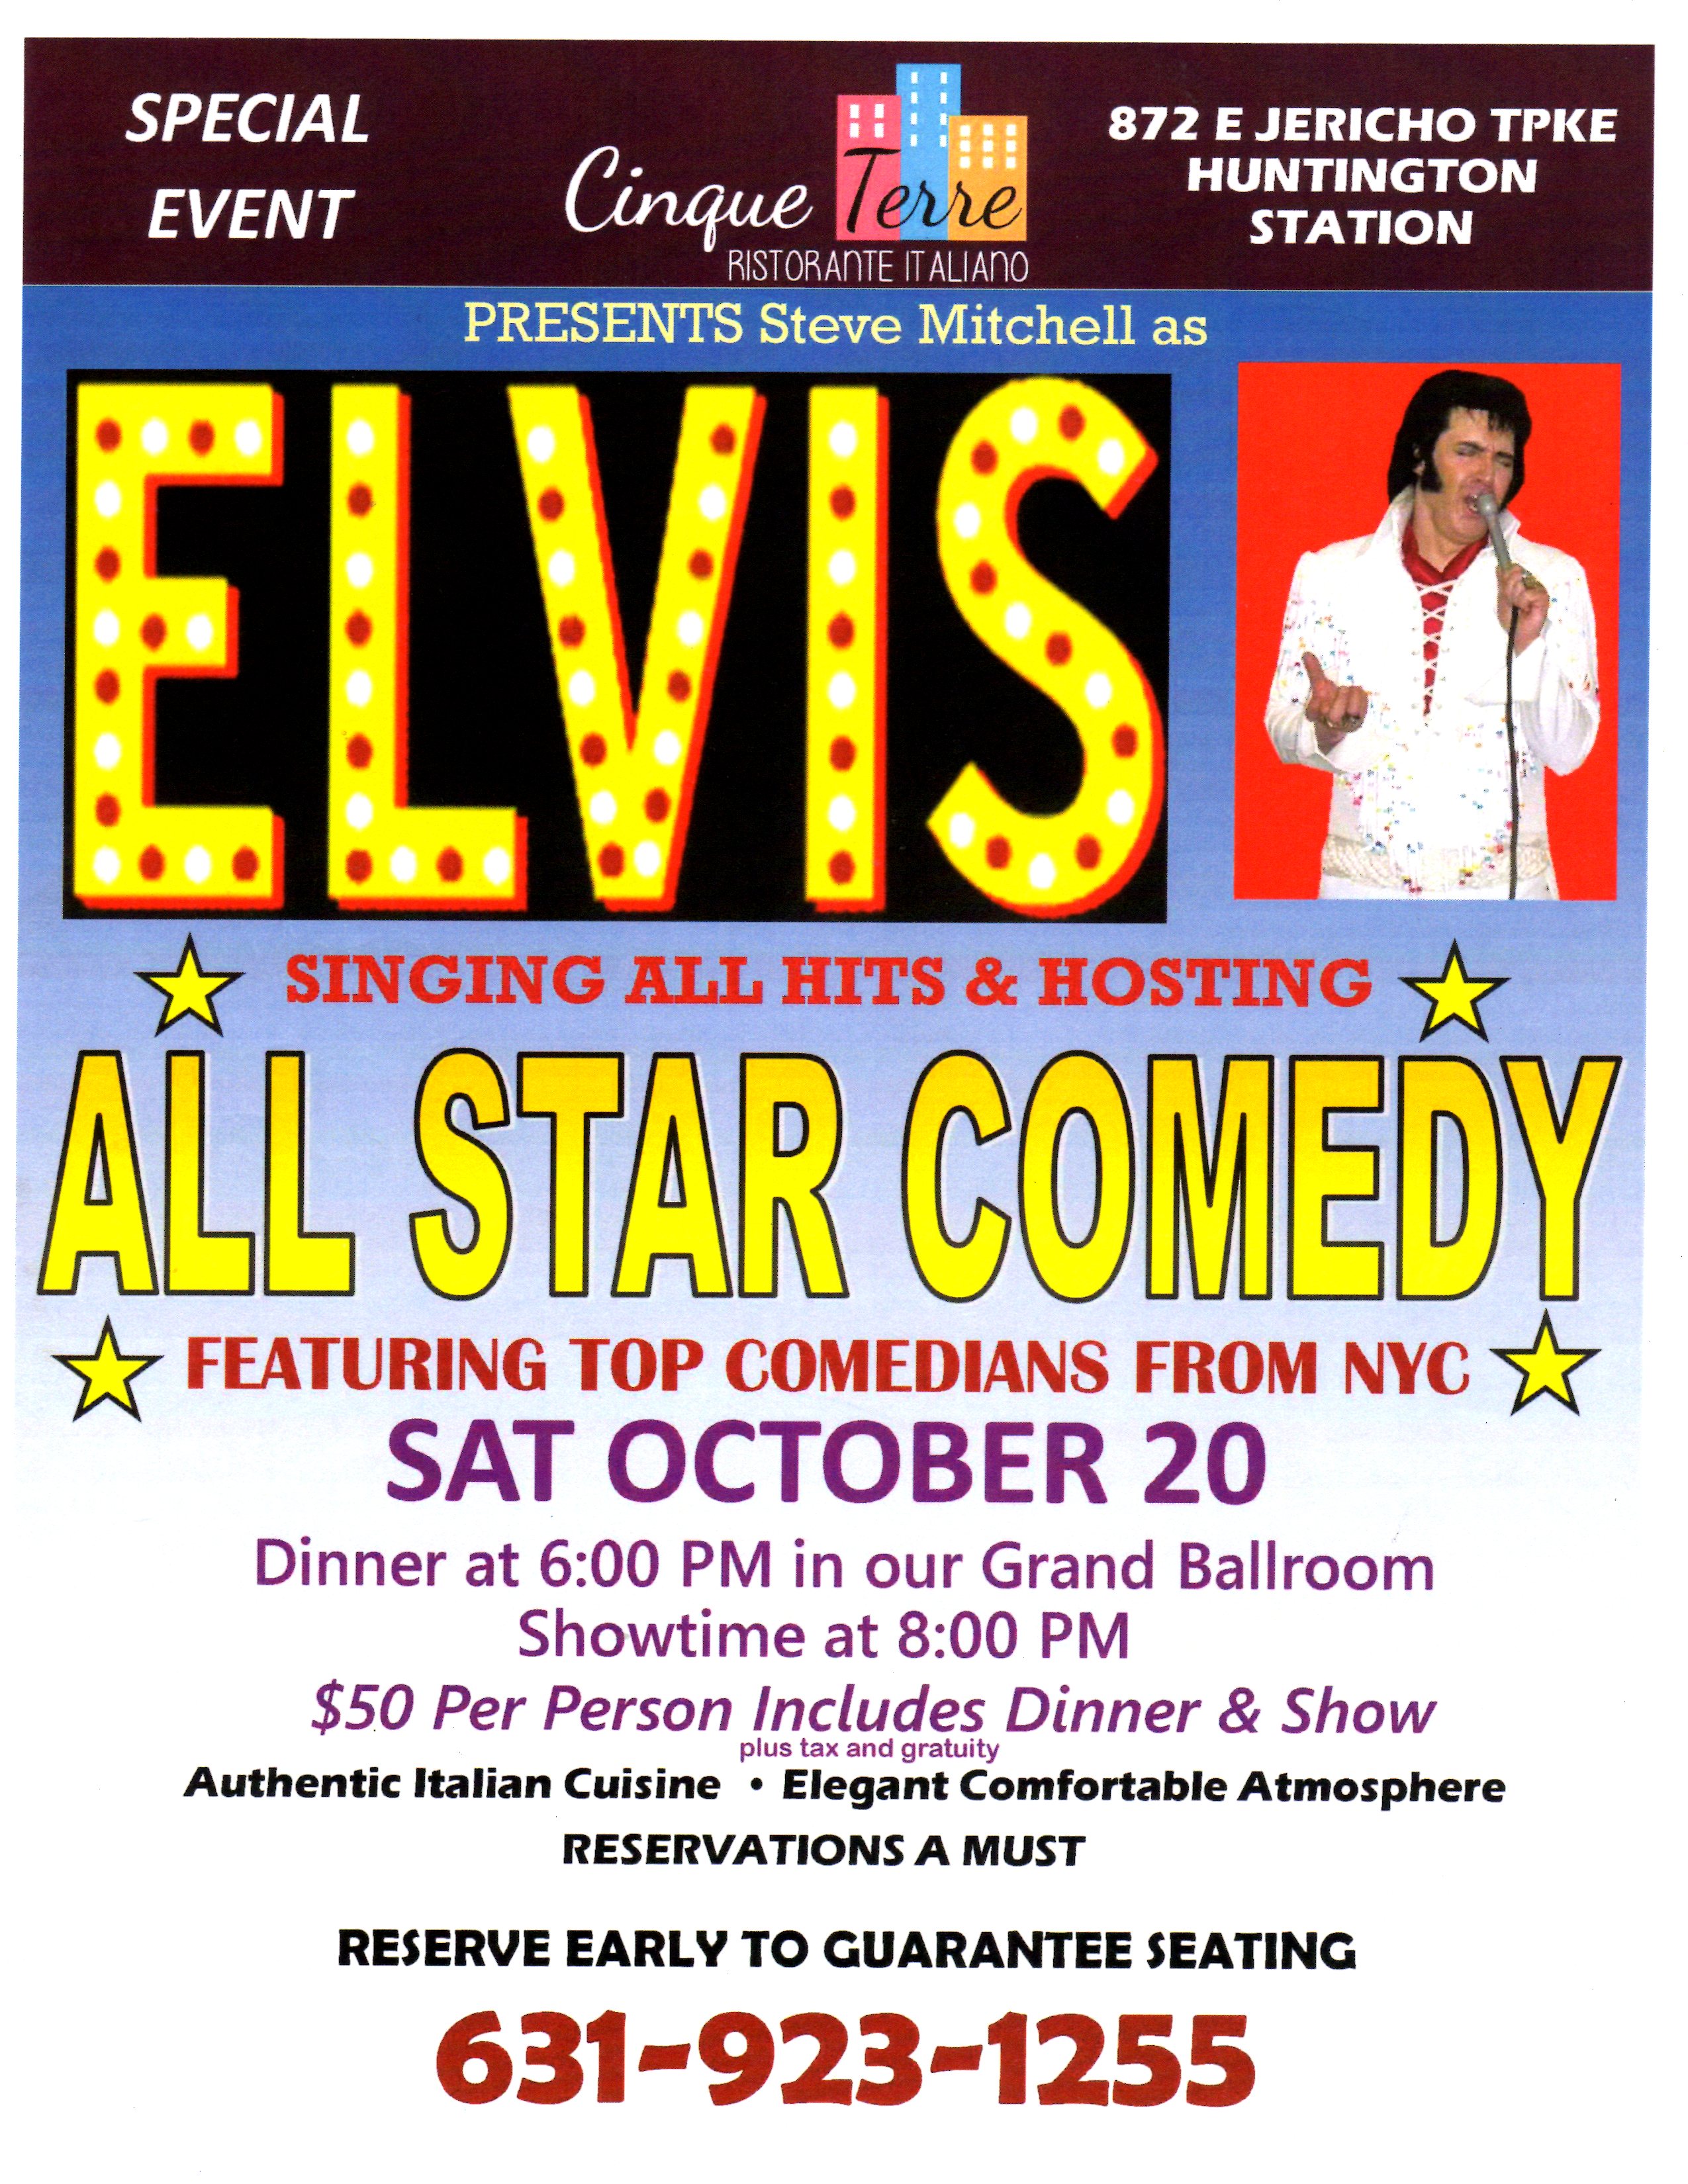 SPECIAL
EVENT
Cinque Terre
RISTORANTE ITALIANO
872 E JERICHO TPKE
HUNTINGTON
STATION
PRESENTS Steve Mitchell as
ELVIS
SINGING ALL HITS & HOSTING
ALL STAR COMEDY
FEATURING TOP COMEDIANS FROM NYC
SAT OCTOBER 20
Dinner at 6:00 PM in our Grand Ballroom
Showtime at 8:00 PM
$50 Per Person Includes Dinner & Show
plus tax and gratuity
Authentic Italian Cuisine • Elegant Comfortable Atmosphere
RESERVATIONS A MUST
RESERVE EARLY TO GUARANTEE SEATING
631-923-1255